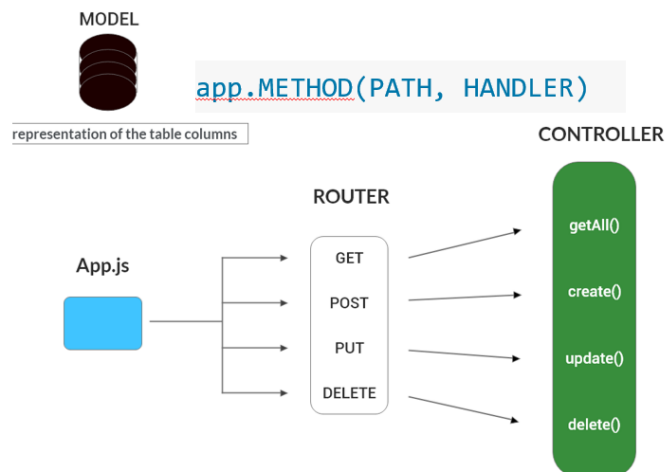 MODEL
app.METHOD(PATH, HANDLER)
representation of the table columns
CONTROLLER
ROUTER
App.js
GET
POST
PUT
DELETE
getAll()
create()
update()
delete()